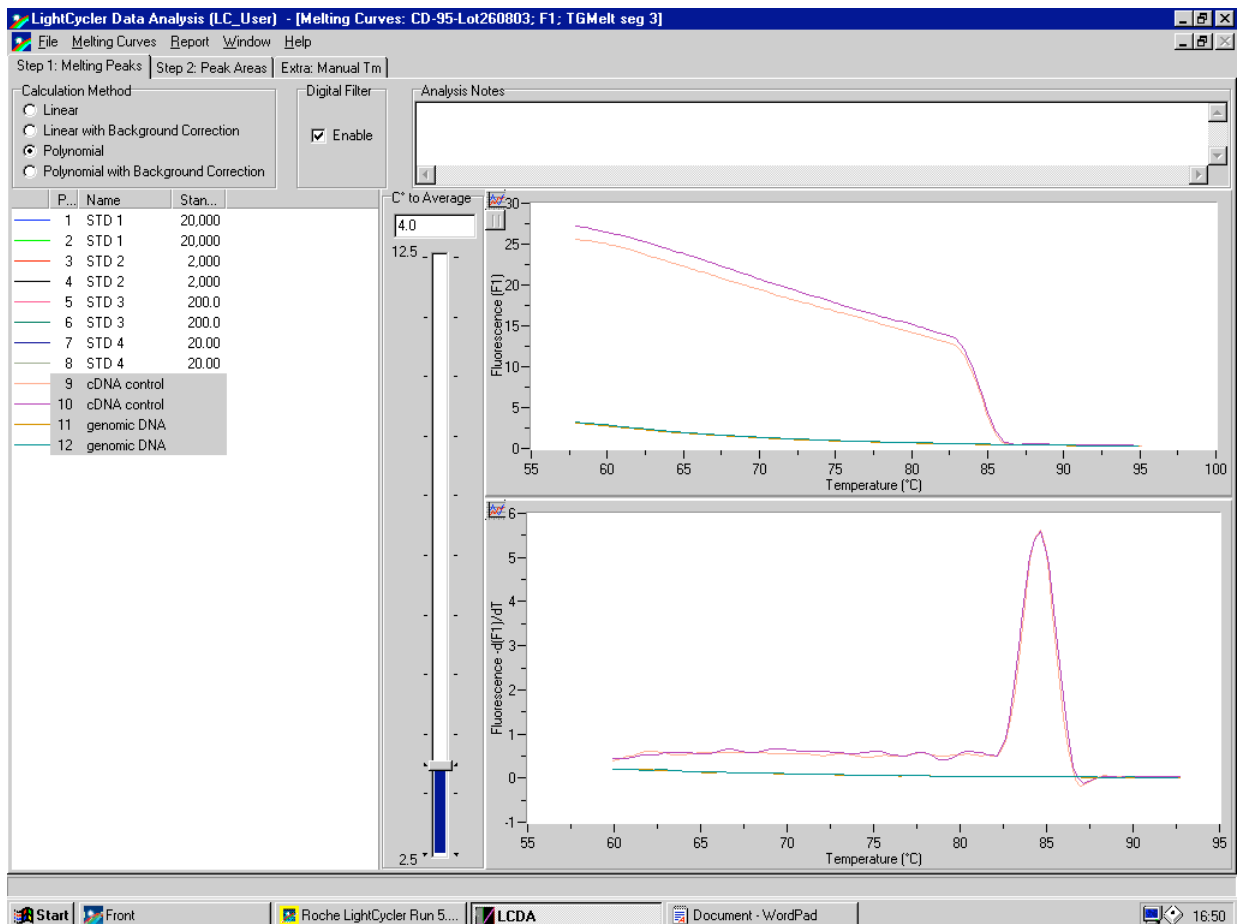 LightCycler Data Analysis (LC_User) - [Melting Curves: CD-95-Lot260803; F1; TGMelt seg 3]
File Melting Curves Report Window Help
Step 1: Melting Peaks Step 2: Peak Areas Extra: Manual Tm
Calculation Method
Linear
Linear with Background Correction
Polynomial
Polynomial with Background Correction
Digital Filter
Enable
Analysis Notes
P... Name Stan...
1 STD 1 20,000
2 STD 1 20,000
3 STD 2 2,000
4 STD 2 2,000
5 STD 3 200.0
6 STD 3 200.0
7 STD 4 20.00
8 STD 4 20.00
9 cDNA control
10 cDNA control
11 genomic DNA
12 genomic DNA
C° to Average
4.0
12.5
2.5
30
25
20
15
10
5
0
Fluorescence (F1)
55 60 65 70 75 80 85 90 95 100
Temperature (°C)
6
5
4
3
2
1
0
-1
Fluorescence -d(F1)/dT
55 60 65 70 75 80 85 90 95
Temperature (°C)
Start Front Roche LightCycler Run 5.... LCDA Document - WordPad 16:50